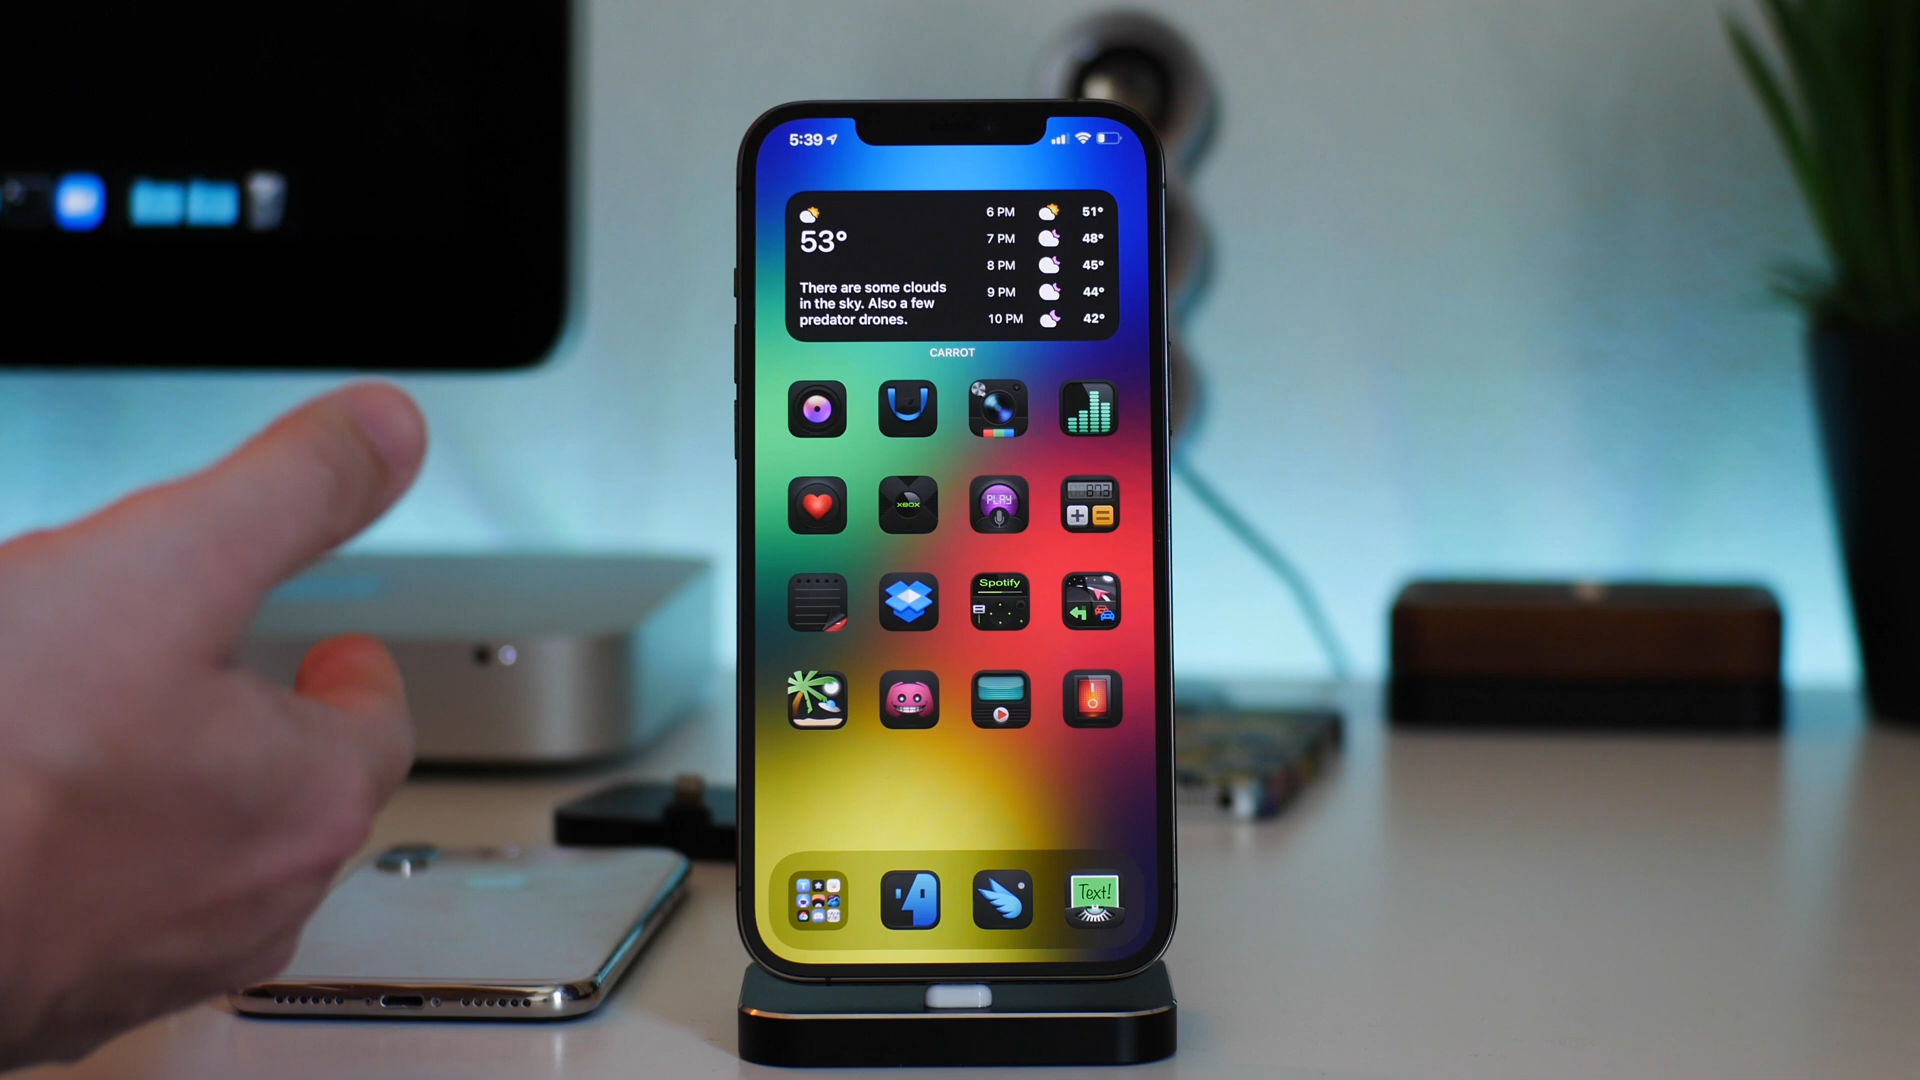 5:39
53°
There are some clouds
in the sky. Also a few
predator drones.
6 PM 51°
7 PM 48°
8 PM 45°
9 PM 44°
10 PM 42°
CARROT
XBOX
PLAY
873
Spotify
Text!